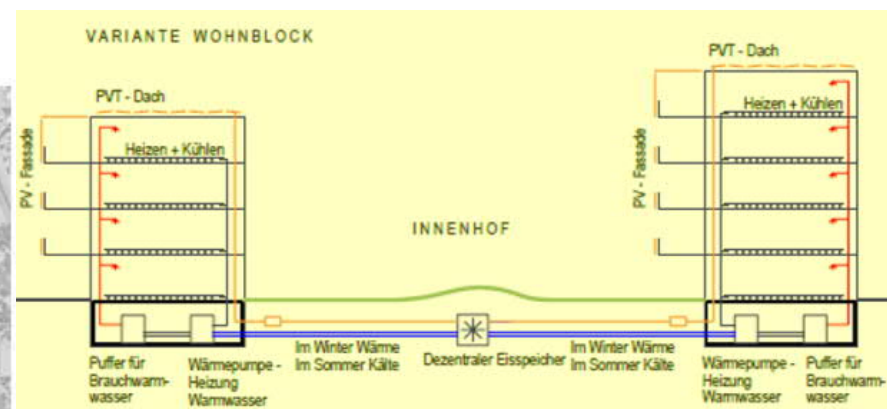 VARIANTE WOHNBLOCK
PVT - Dach
PVT - Dach
Heizen + Kühlen
Heizen + Kühlen
PV - Fassade
PV - Fassade
INNENHOF
Im Winter Wärme
Im Sommer Kälte
Dezentraler Eisspeicher
Im Winter Wärme
Im Sommer Kälte
Puffer für
Brauchwarm-
wasser
Wärmepumpe -
Heizung
Warmwasser
Wärmepumpe -
Heizung
Warmwasser
Puffer für
Brauchwarm-
wasser